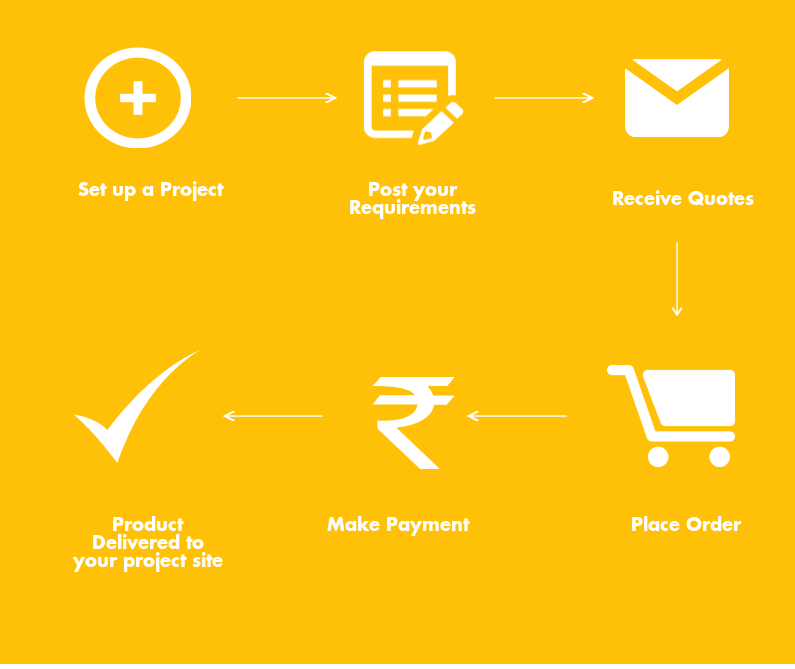 Set up a Project
Post your
Requirements
Receive Quotes
Place Order
₹
Make Payment
Product
Delivered to
your project site